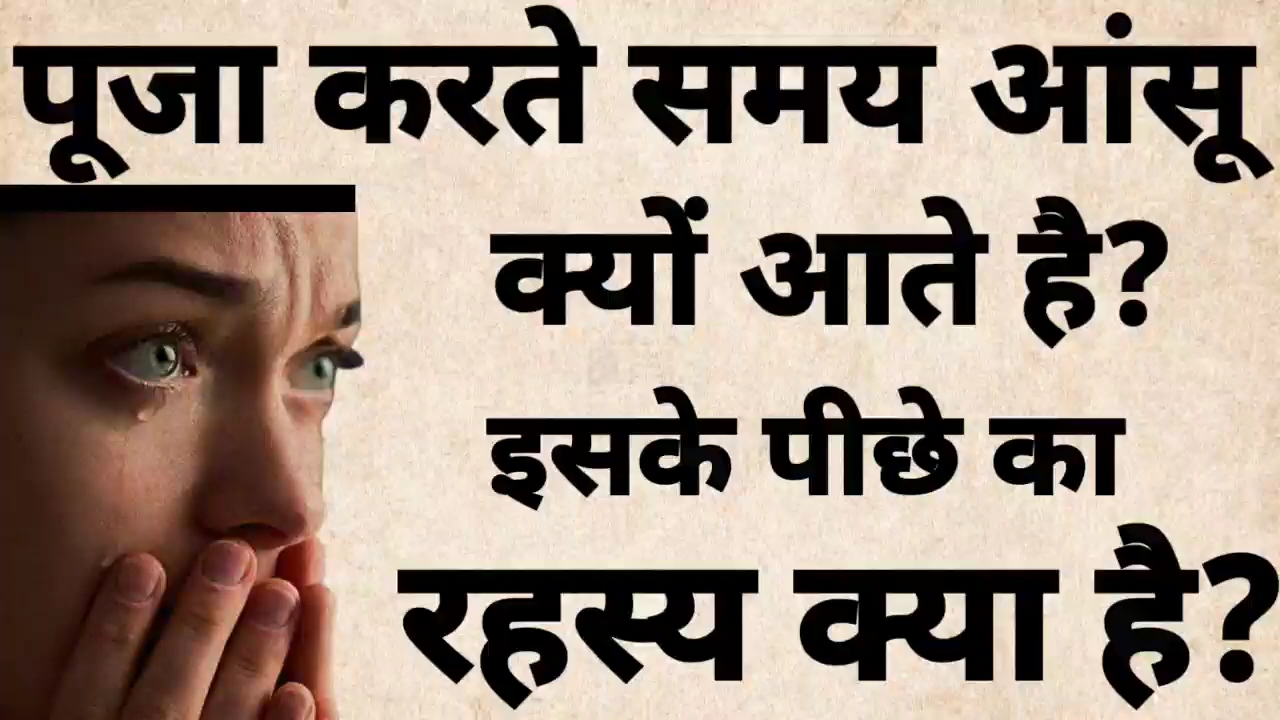 पूजा करते समय आंसू
क्यों आते है?
इसके पीछे का
रहस्य क्या है?